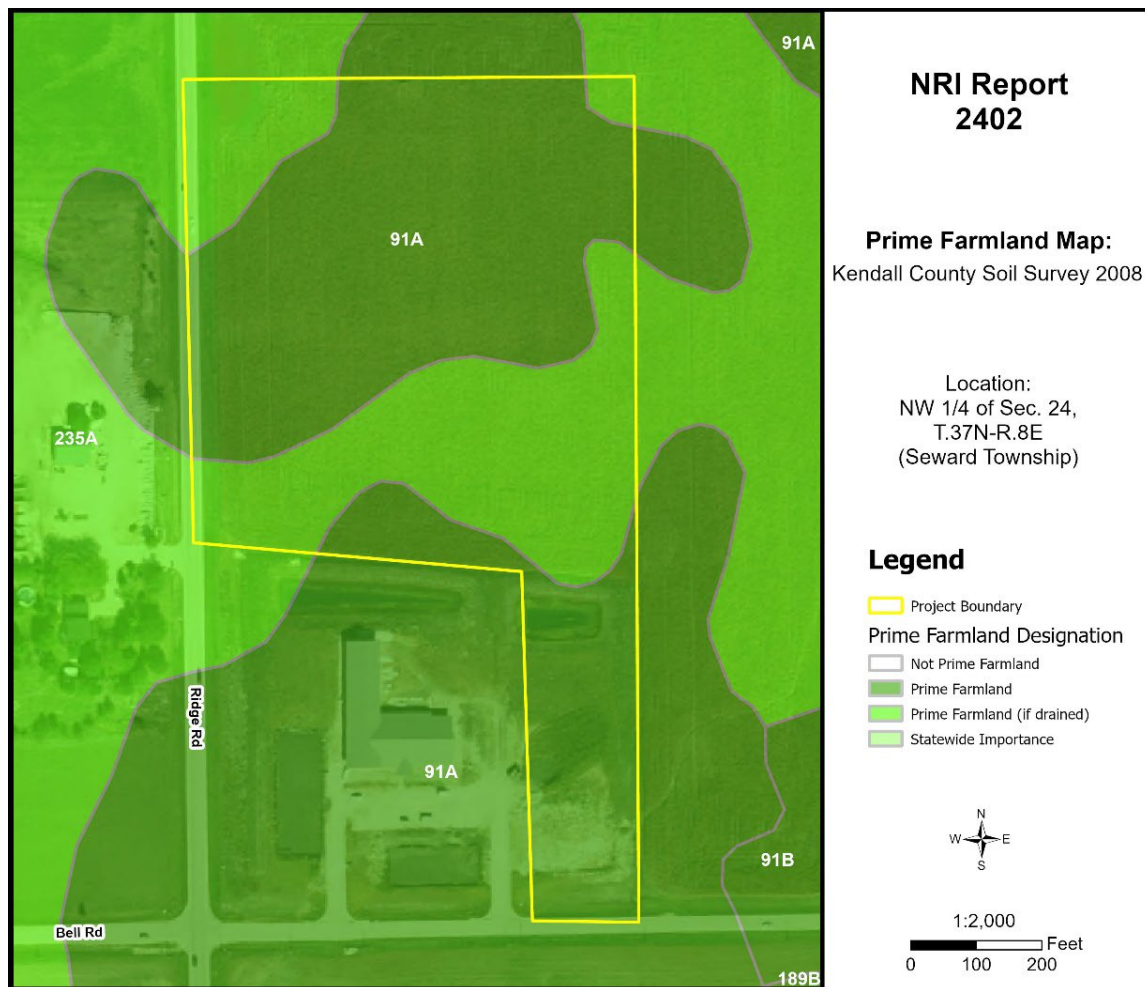 91A
91A
235A
Ridge Rd
91A
91B
Bell Rd
189B
NRI Report
2402
Prime Farmland Map:
Kendall County Soil Survey 2008
Location:
NW 1/4 of Sec. 24,
T.37N-R.8E
(Seward Township)
Legend
Project Boundary
Prime Farmland Designation
Not Prime Farmland
Prime Farmland
Prime Farmland (if drained)
Statewide Importance
N
W E
S
1:2,000
Feet
0 100 200